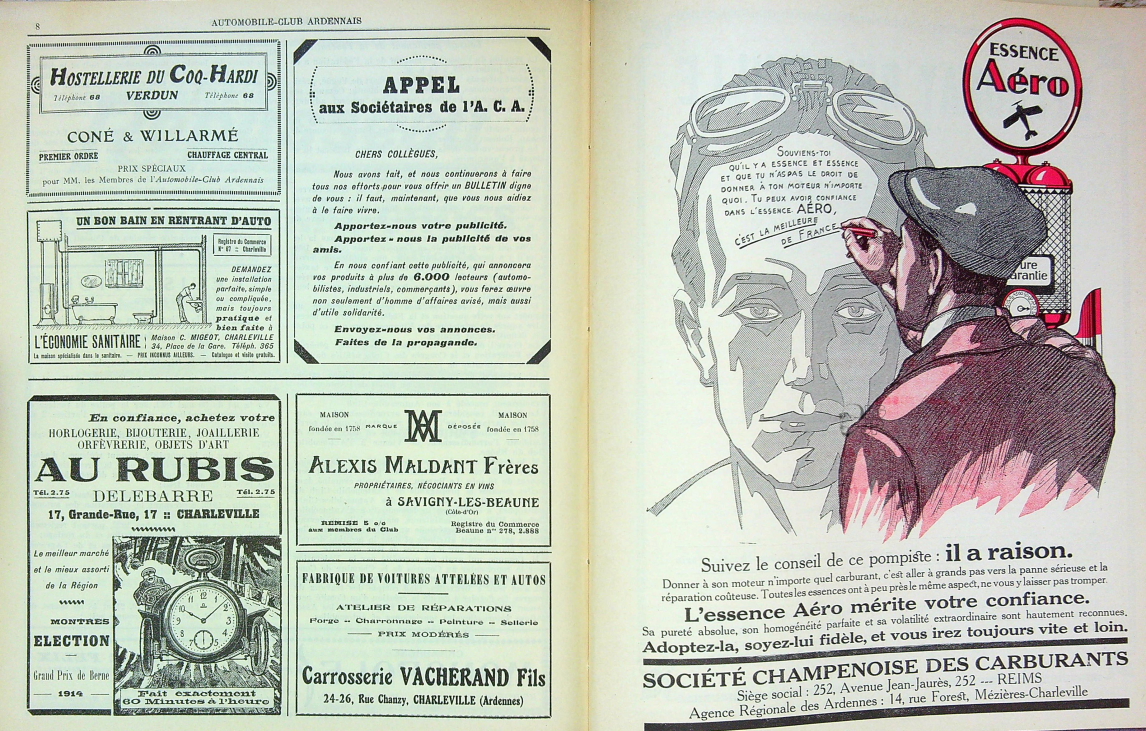 8
AUTOMOBILE-CLUB ARDENNAIS
HOSTELLERIE DU COQ-HARDI
Téléphone 68 VERDUN Téléphone 68
CONÉ & WILLARMÉ
PREMIER ORDRE CHAUFFAGE CENTRAL
PRIX SPÉCIAUX
pour MM. les Membres de l'Automobile-Club Ardennais
UN BON BAIN EN RENTRANT D'AUTO
Registre du Commerce
N° 67 :: Charleville
DEMANDEZ
une installation
parfaite, simple
ou compliquée,
mais toujours
pratique et
bien faite à
L'ÉCONOMIE SANITAIRE
Maison C. MIGEOT, CHARLEVILLE
34, Place de la Gare. Téléph. 365
La maison spécialisée dans le sanitaire. — PRIX INCONNUS AILLEURS. — Catalogue et visite gratuits.
APPEL
aux Sociétaires de l'A. C. A.
CHERS COLLÈGUES,
Nous avons fait, et nous continuerons à faire
tous nos efforts pour vous offrir un BULLETIN digne
de vous : il faut, maintenant, que vous nous aidiez
à le faire vivre.
Apportez-nous votre publicité.
Apportez-nous la publicité de vos
amis.
En nous confiant cette publicité, qui annoncera
vos produits à plus de 6.000 lecteurs (automo-
bilistes, industriels, commerçants), vous ferez œuvre
non seulement d'homme d'affaires avisé, mais aussi
d'utile solidarité.
Envoyez-nous vos annonces.
Faites de la propagande.
En confiance, achetez votre
HORLOGERIE, BIJOUTERIE, JOAILLERIE
ORFÈVRERIE, OBJETS D'ART
AU RUBIS
Tél. 2.75 DELEBARRE Tél. 2.75
17, Grande-Rue, 17 :: CHARLEVILLE
Le meilleur marché
et le mieux assorti
de la Région
MONTRES
ELECTION
Grand Prix de Berne
1914
Fait exactement
60 Minutes à l'heure
MAISON
fondée en 1758
MARQUE
DÉPOSÉE
MAISON
fondée en 1758
ALEXIS MALDANT Frères
PROPRIÉTAIRES, NÉGOCIANTS EN VINS
à SAVIGNY-LES-BEAUNE
(Côte-d'Or)
REMISE 5 o/o
aux membres du Club
Registre du Commerce
Beaune nos 278, 2.888
FABRIQUE DE VOITURES ATTELÉES ET AUTOS
ATELIER DE RÉPARATIONS
Forge -- Charronnage -- Peinture -- Sellerie
PRIX MODÉRÉS
Carrosserie VACHERAND Fils
24-26, Rue Chanzy, CHARLEVILLE (Ardennes)
ESSENCE
Aéro
SOUVIENS-TOI
QU'IL Y A ESSENCE ET ESSENCE
ET QUE TU N'AS PAS LE DROIT DE
DONNER À TON MOTEUR N'IMPORTE
QUOI. TU PEUX AVOIR CONFIANCE
DANS L'ESSENCE AÉRO,
C'EST LA MEILLEURE
DE FRANCE
Suivez le conseil de ce pompiste : il a raison.
Donner à son moteur n'importe quel carburant, c'est aller à grands pas vers la panne sérieuse et la
réparation coûteuse. Toutes les essences ont à peu près le même aspect, ne vous y laissez pas tromper.
L'essence Aéro mérite votre confiance.
Sa pureté absolue, son homogénéité parfaite et sa volatilité extraordinaire sont hautement reconnues.
Adoptez-la, soyez-lui fidèle, et vous irez toujours vite et loin.
SOCIÉTÉ CHAMPENOISE DES CARBURANTS
Siège social : 252, Avenue Jean-Jaurès, 252 --- REIMS
Agence Régionale des Ardennes : 14, rue Forest, Mézières-Charleville